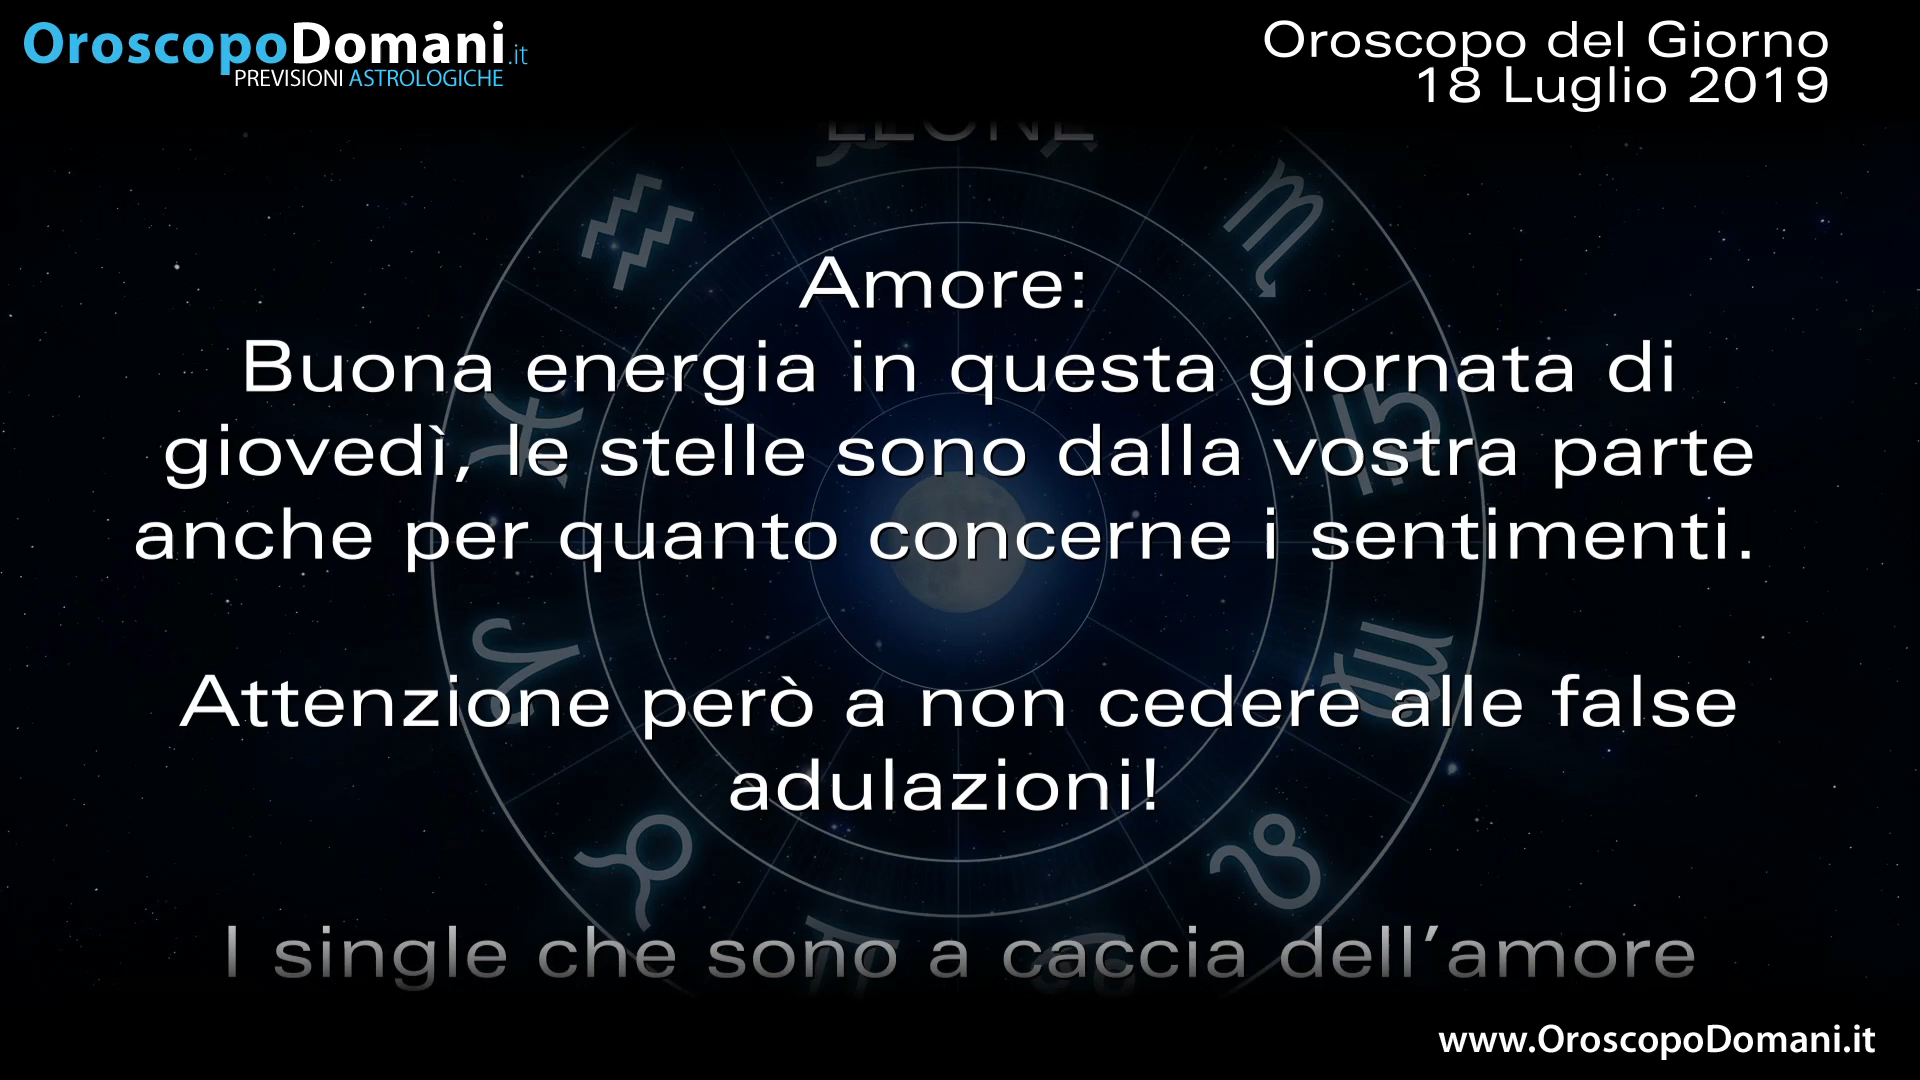 OroscopoDomani.it
PREVISIONI ASTROLOGICHE
Oroscopo del Giorno
18 Luglio 2019
LEONE
Amore:
Buona energia in questa giornata di
giovedì, le stelle sono dalla vostra parte
anche per quanto concerne i sentimenti.
Attenzione però a non cedere alle false
adulazioni!
I single che sono a caccia dell’amore
www.OroscopoDomani.it